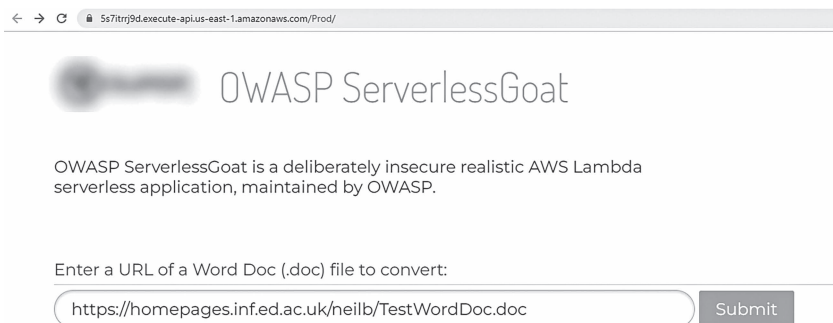 5s7itrrj9d.execute-api.us-east-1.amazonaws.com/Prod/
OWASP ServerlessGoat
OWASP ServerlessGoat is a deliberately insecure realistic AWS Lambda
serverless application, maintained by OWASP.
Enter a URL of a Word Doc (.doc) file to convert:
https://homepages.inf.ed.ac.uk/neilb/TestWordDoc.doc Submit